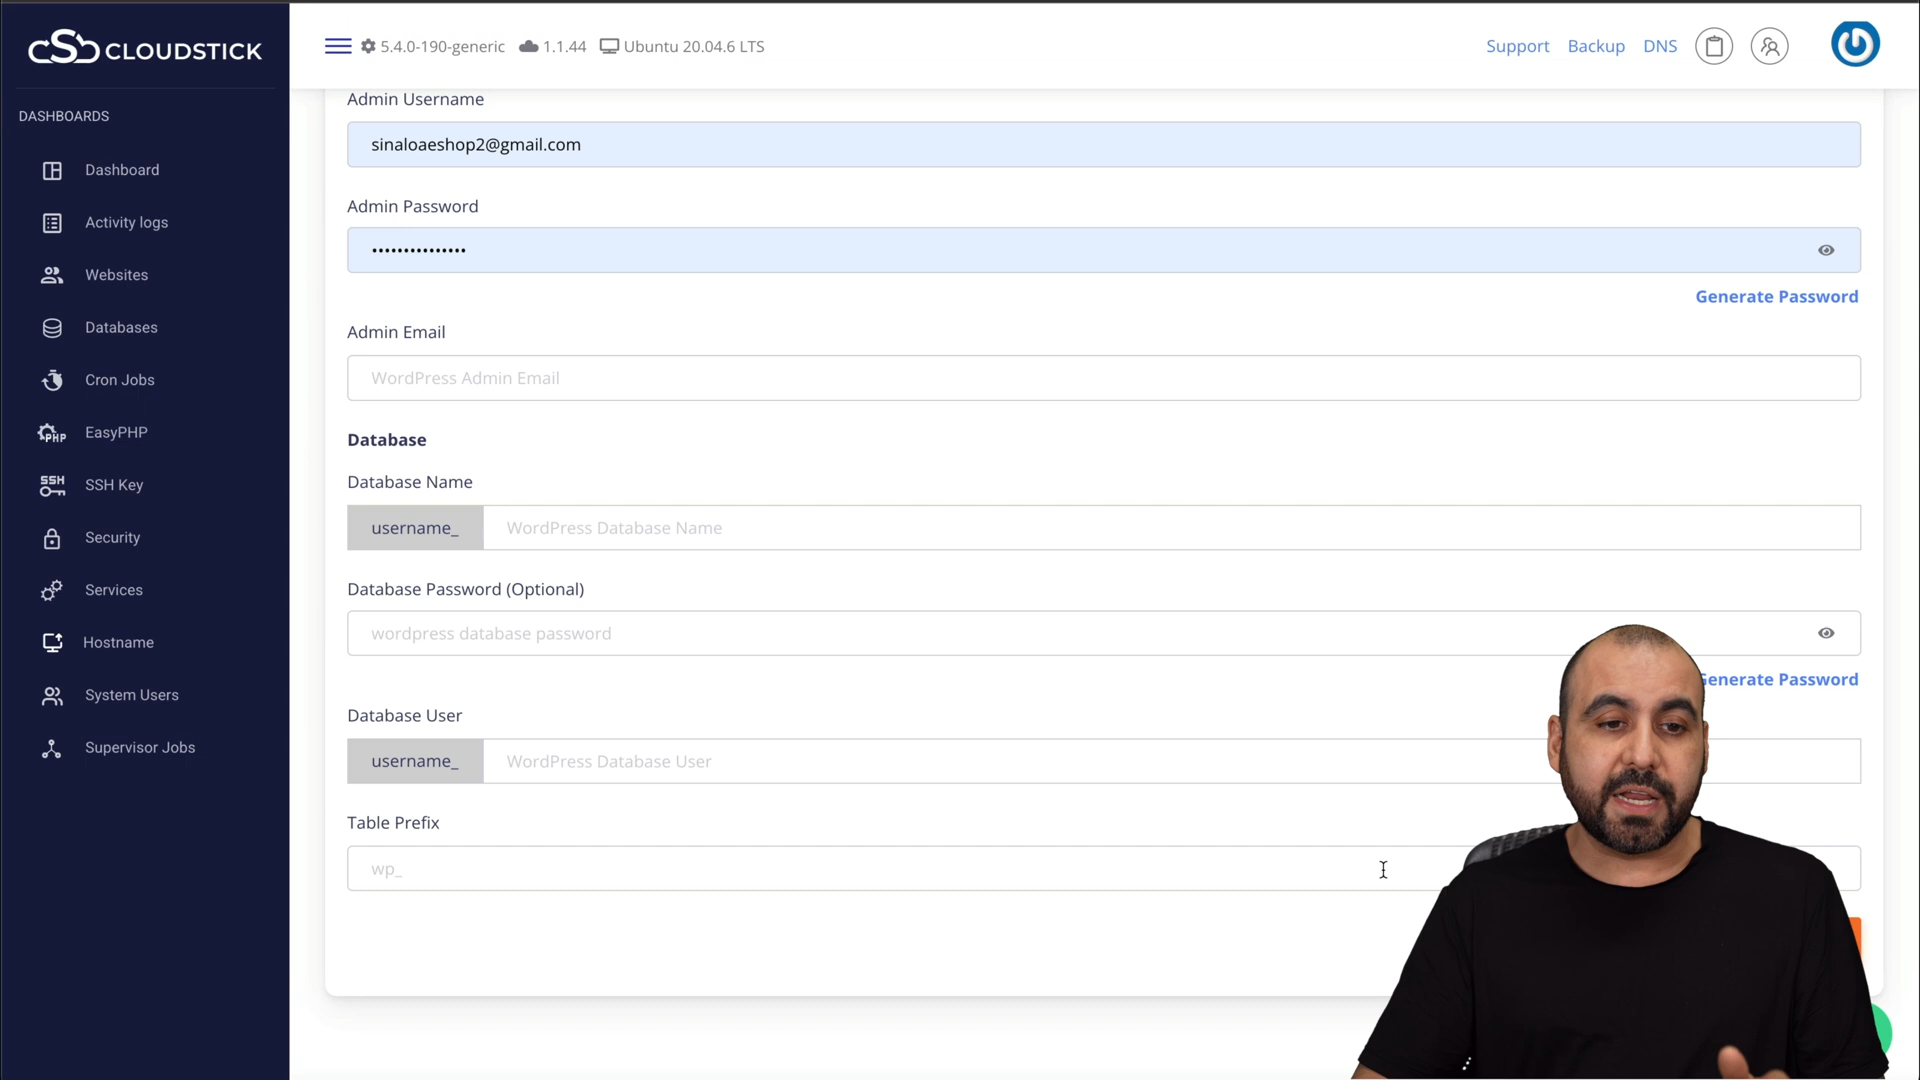 CLOUDSTICK
5.4.0-190-generic 1.1.44 Ubuntu 20.04.6 LTS
Support Backup DNS
DASHBOARDS
Dashboard
Activity logs
Websites
Databases
Cron Jobs
PHP EasyPHP
SSH SSH Key
Security
Services
Hostname
System Users
Supervisor Jobs
Admin Username
sinaloaeshop2@gmail.com
Admin Password
•••••••••••••••
Generate Password
Admin Email
WordPress Admin Email
Database
Database Name
username_ WordPress Database Name
Database Password (Optional)
wordpress database password
Generate Password
Database User
username_ WordPress Database User
Table Prefix
wp_